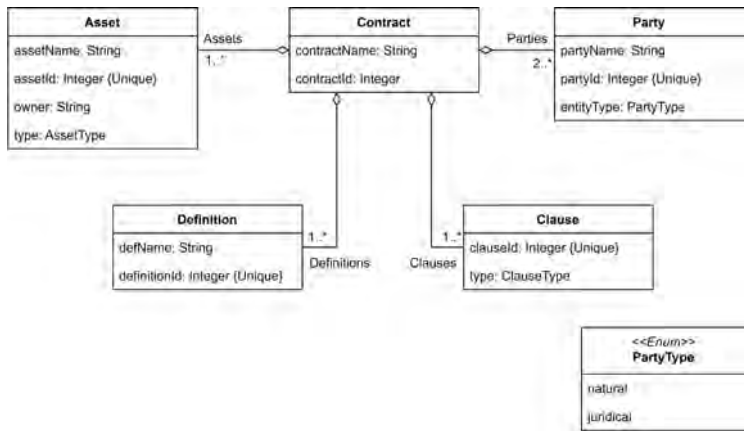 Asset
assetName: String
assetId: Integer (Unique)
owner: String
type: AssetType
Assets
1..*
Contract
contractName: String
contractId: Integer
Parties
2..*
Party
partyName: String
partyId: Integer (Unique)
entityType: PartyType
Definition
defName: String
definitionId: Integer (Unique)
1..*
Definitions
1..*
Clauses
Clause
clauseId: Integer (Unique)
type: ClauseType
<<Enum>>
PartyType
natural
juridical